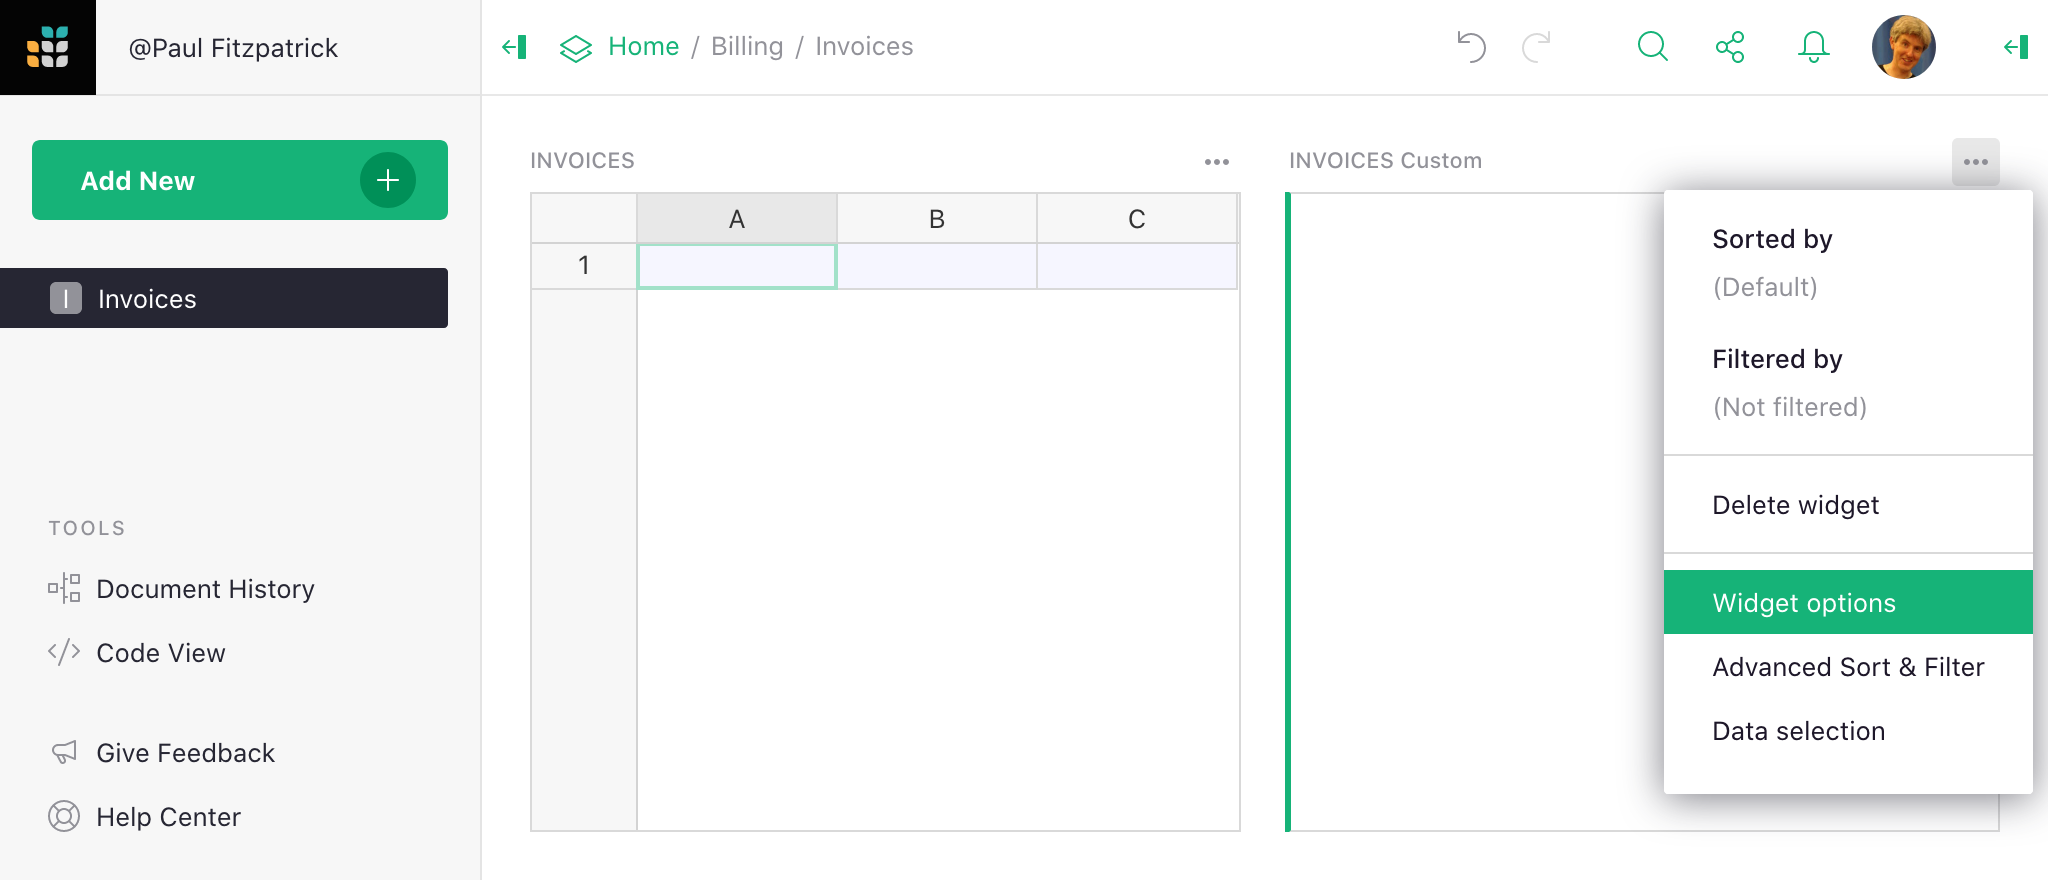 @Paul Fitzpatrick
Home / Billing / Invoices
Add New
I Invoices
TOOLS
Document History
Code View
Give Feedback
Help Center
INVOICES
A B C
1
INVOICES Custom
Sorted by
(Default)
Filtered by
(Not filtered)
Delete widget
Widget options
Advanced Sort & Filter
Data selection